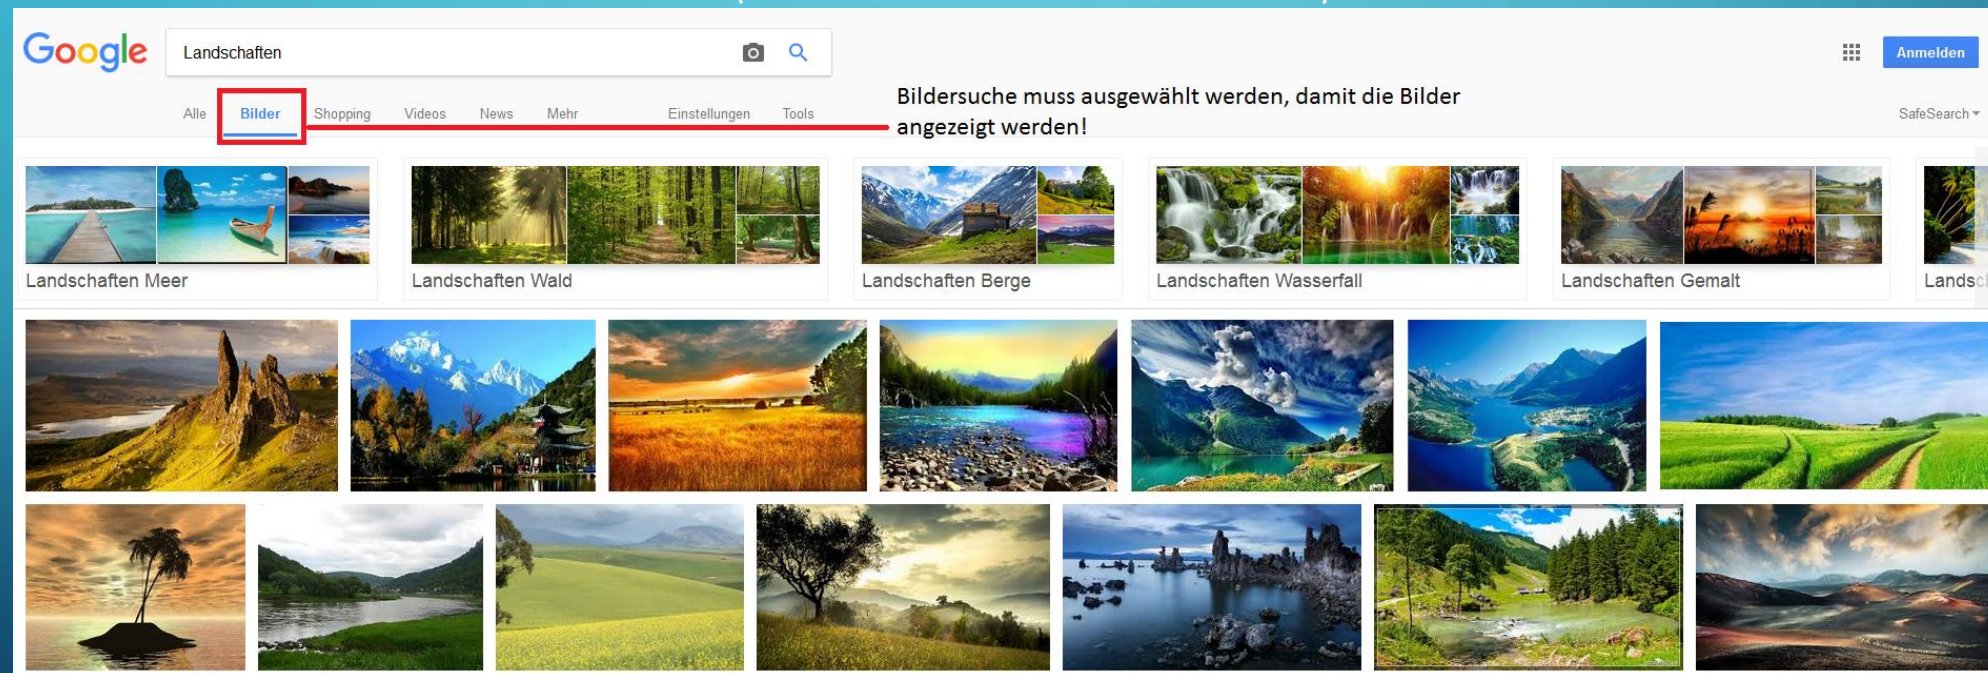 Google
Landschaften
Anmelden
Alle Bilder Shopping Videos News Mehr Einstellungen Tools
SafeSearch
Bildersuche muss ausgewählt werden, damit die Bilder
angezeigt werden!
Landschaften Meer
Landschaften Wald
Landschaften Berge
Landschaften Wasserfall
Landschaften Gemalt